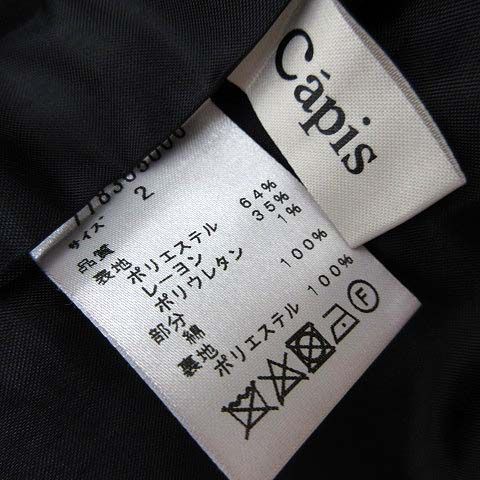 Cāpis
サイズ 2
品質
表地 ポリエステル 64%
レーヨン 35%
ポリウレタン 1%
部分
綿 100%
裏地 ポリエステル 100%
F